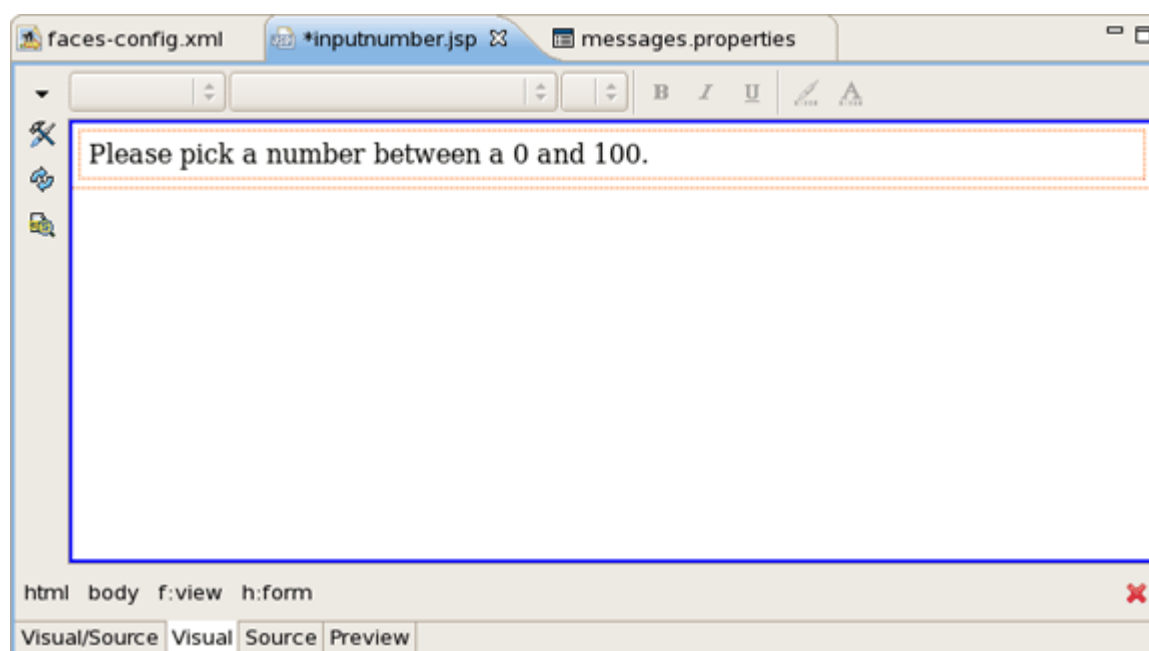 faces-config.xml *inputnumber.jsp messages.properties
B I U A
Please pick a number between a 0 and 100.
html body f:view h:form
Visual/Source Visual Source Preview